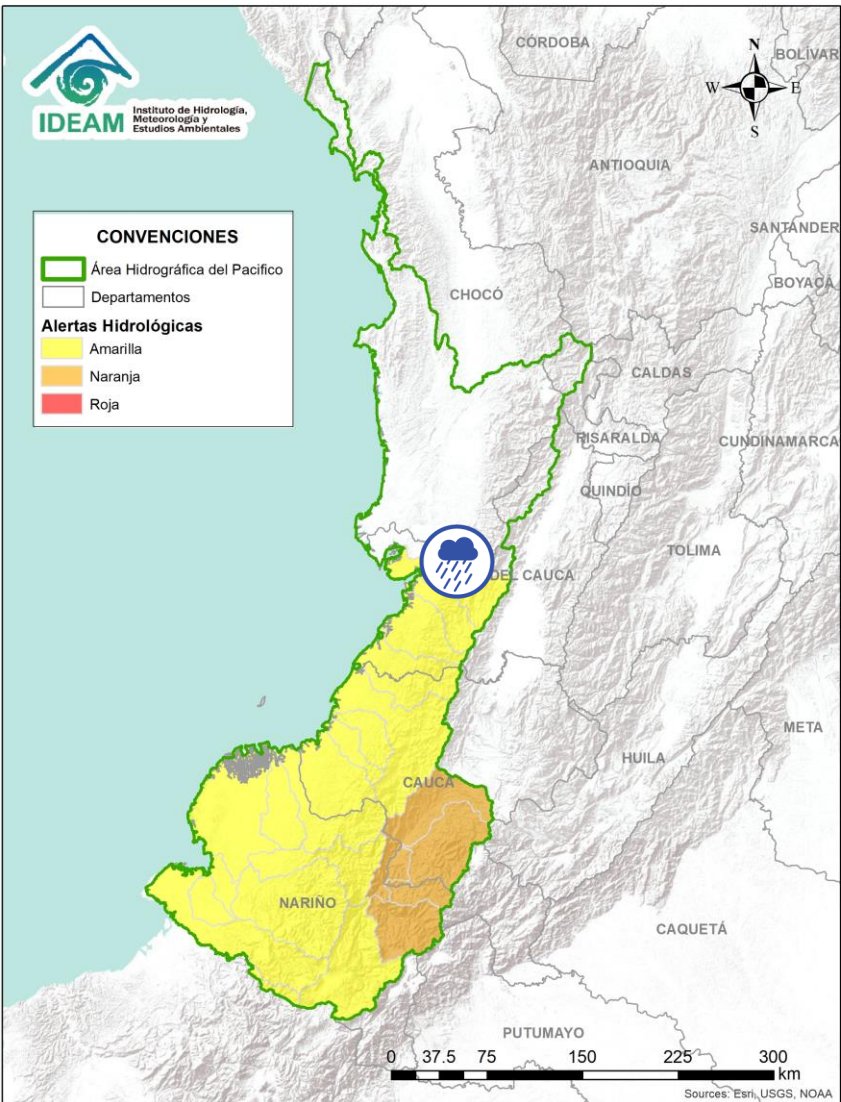 IDEAM
Instituto de Hidrología,
Meteorología y
Estudios Ambientales
N
W
E
S
CONVENCIONES
Área Hidrográfica del Pacifico
Departamentos
Alertas Hidrológicas
Amarilla
Naranja
Roja
CÓRDOBA
BOLÍVAR
ANTIOQUIA
SANTANDER
BOYACÁ
CHOCÓ
CALDAS
RISARALDA
CUNDINAMARCA
QUINDÍO
TOLIMA
DEL CAUCA
META
HUILA
CAUCA
NARIÑO
CAQUETÁ
PUTUMAYO
0 37.5 75 150 225 300
km
Sources: Esri, USGS, NOAA